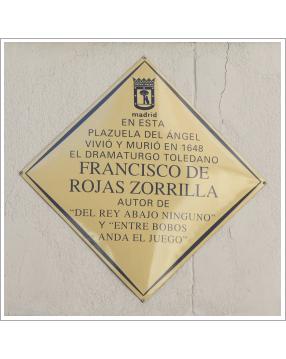 madrid
EN ESTA
PLAZUELA DEL ÁNGEL
VIVIÓ Y MURIÓ EN 1648
EL DRAMATURGO TOLEDANO
FRANCISCO DE
ROJAS ZORRILLA
AUTOR DE
“DEL REY ABAJO NINGUNO”
Y “ENTRE BOBOS
ANDA EL JUEGO”